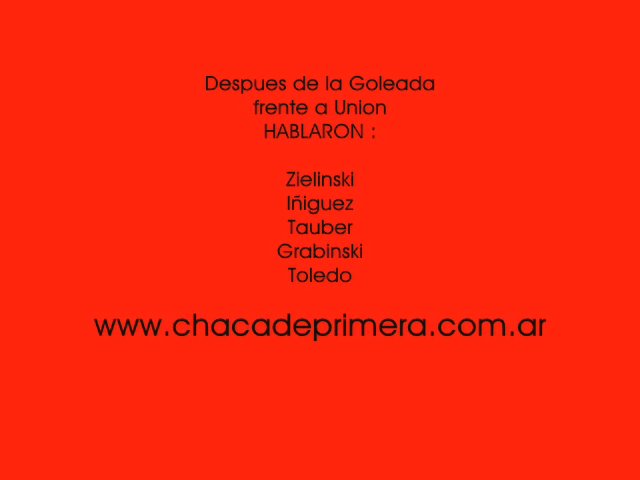 Despues de la Goleada
frente a Union
HABLARON :
Zielinski
Iñiguez
Tauber
Grabinski
Toledo
www.chacadeprimera.com.ar